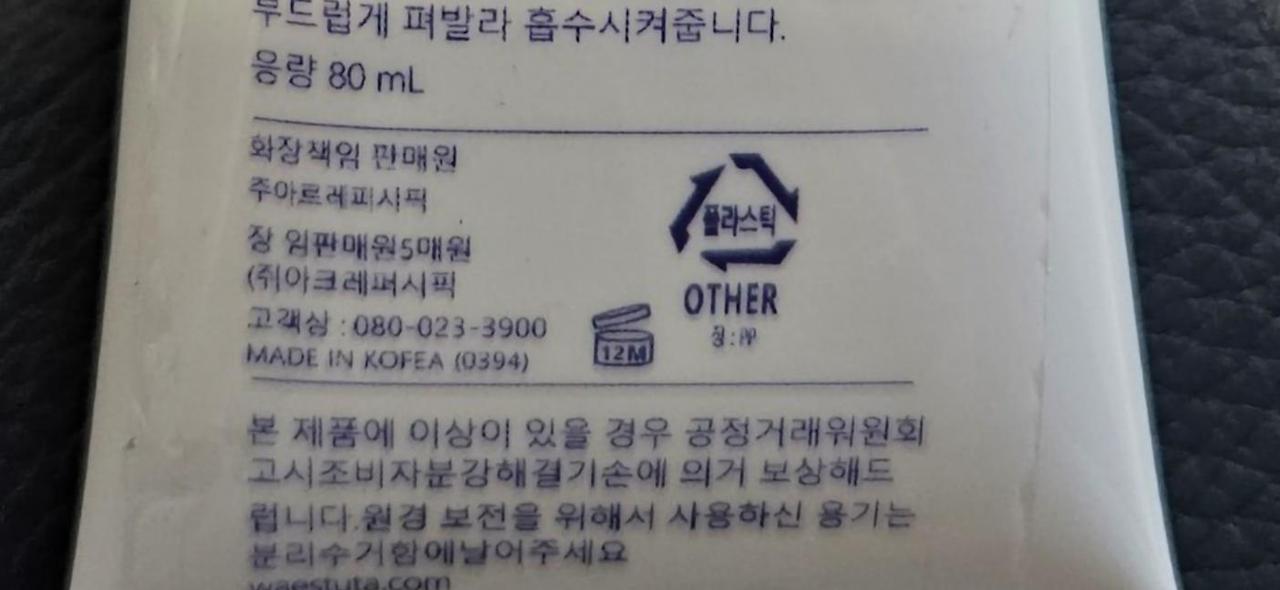 부드럽게 펴발라 흡수시켜줍니다.
용량 80 mL
화장책임 판매원
주아르레피시픽
장 임판매원5매원
(쥐아크레퍼시픽
고객상 : 080-023-3900
MADE IN KOFEA (0394)
플라스틱
OTHER
12M
본 제품에 이상이 있을 경우 공정거래위원회
고시조비자분강해결기손에 의거 보상해드
립니다.원경 보전을 위해서 사용하신 용기는
분리수거함에날어주세요